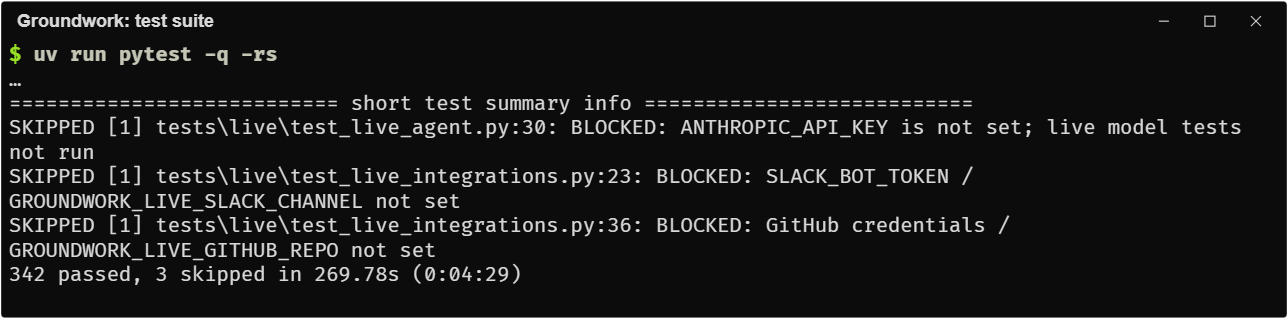 Groundwork: test suite
$ uv run pytest -q -rs
…
=========================== short test summary info ===========================
SKIPPED [1] tests\live\test_live_agent.py:30: BLOCKED: ANTHROPIC_API_KEY is not set; live model tests
not run
SKIPPED [1] tests\live\test_live_integrations.py:23: BLOCKED: SLACK_BOT_TOKEN /
GROUNDWORK_LIVE_SLACK_CHANNEL not set
SKIPPED [1] tests\live\test_live_integrations.py:36: BLOCKED: GitHub credentials /
GROUNDWORK_LIVE_GITHUB_REPO not set
342 passed, 3 skipped in 269.78s (0:04:29)